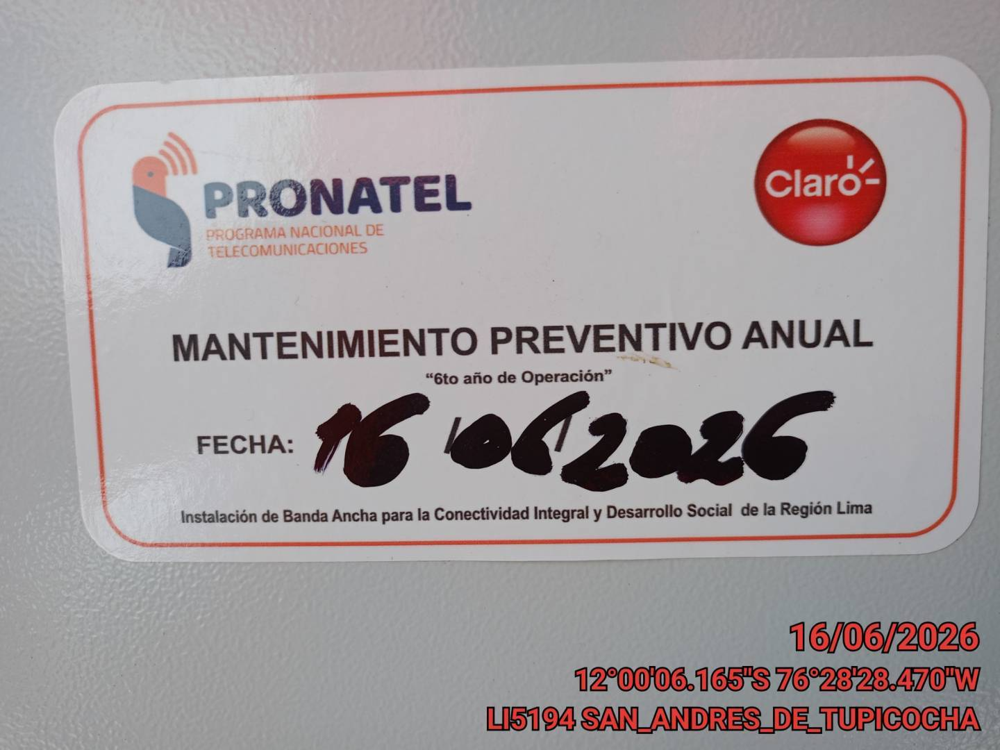 PRONATEL
PROGRAMA NACIONAL DE
TELECOMUNICACIONES
Claro
MANTENIMIENTO PREVENTIVO ANUAL
“6to año de Operación”
FECHA: 16/06/2026
Instalación de Banda Ancha para la Conectividad Integral y Desarrollo Social de la Región Lima
16/06/2026
12°00'06.165"S 76°28'28.470"W
LI5194 SAN_ANDRES_DE_TUPICOCHA